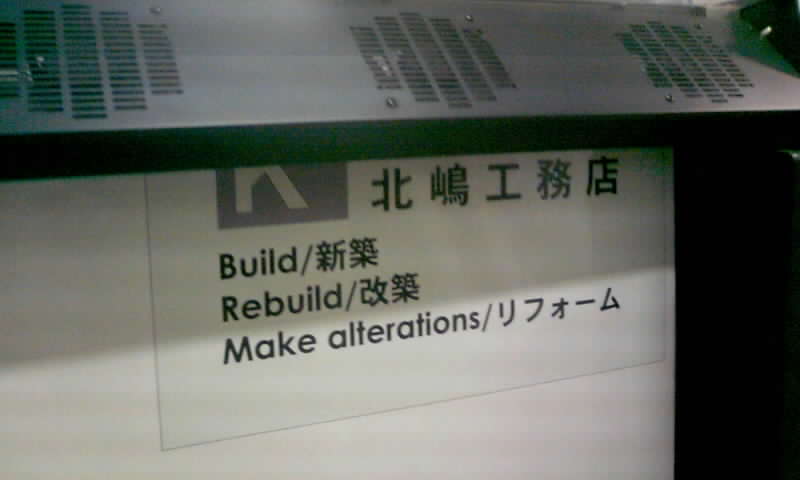 北嶋工務店
Build/新築
Rebuild/改築
Make alterations/リフォーム